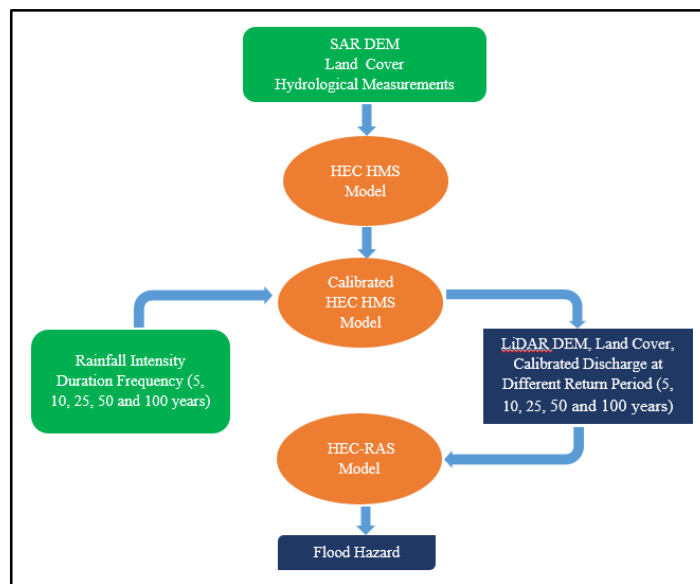 SAR DEM
Land Cover
Hydrological Measurements
HEC HMS
Model
Calibrated
HEC HMS
Model
Rainfall Intensity
Duration Frequency (5,
10, 25, 50 and 100 years)
LiDAR DEM, Land Cover,
Calibrated Discharge at
Different Return Period (5,
10, 25, 50 and 100 years)
HEC-RAS
Model
Flood Hazard